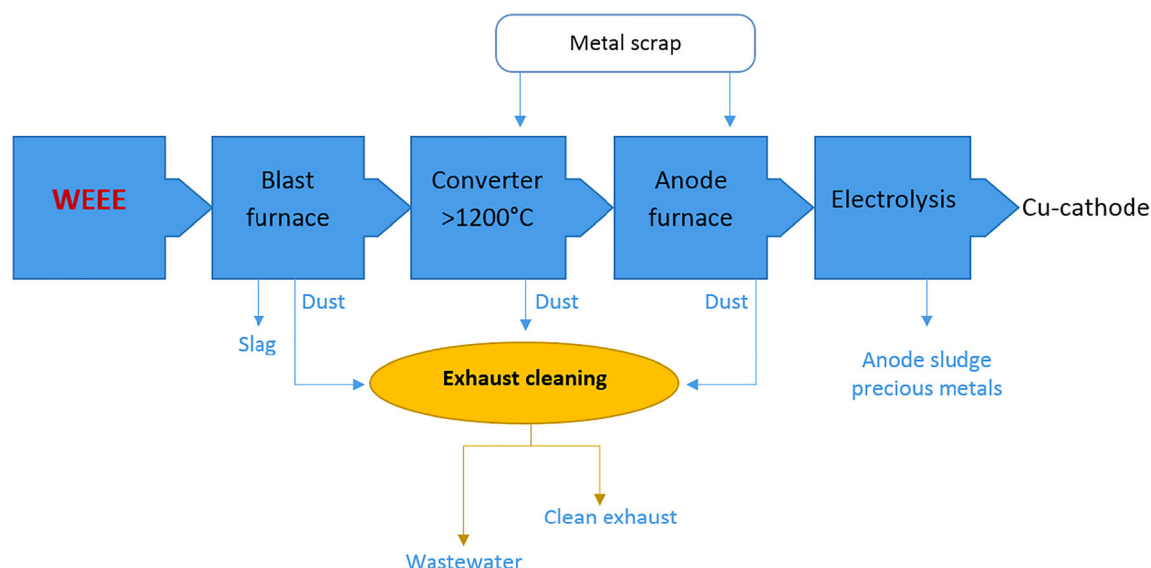 Metal scrap
WEEE
Blast
furnace
Converter
>1200°C
Anode
furnace
Electrolysis
Cu-cathode
Dust
Dust
Dust
Slag
Exhaust cleaning
Anode sludge
precious metals
Clean exhaust
Wastewater